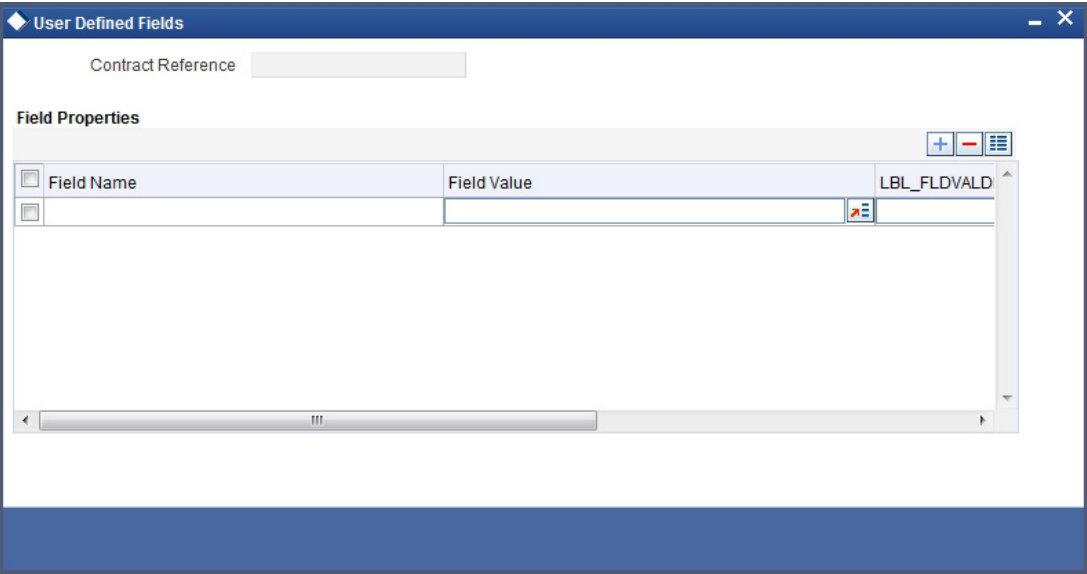 User Defined Fields
Contract Reference
Field Properties
Field Name Field Value LBL_FLDVALD